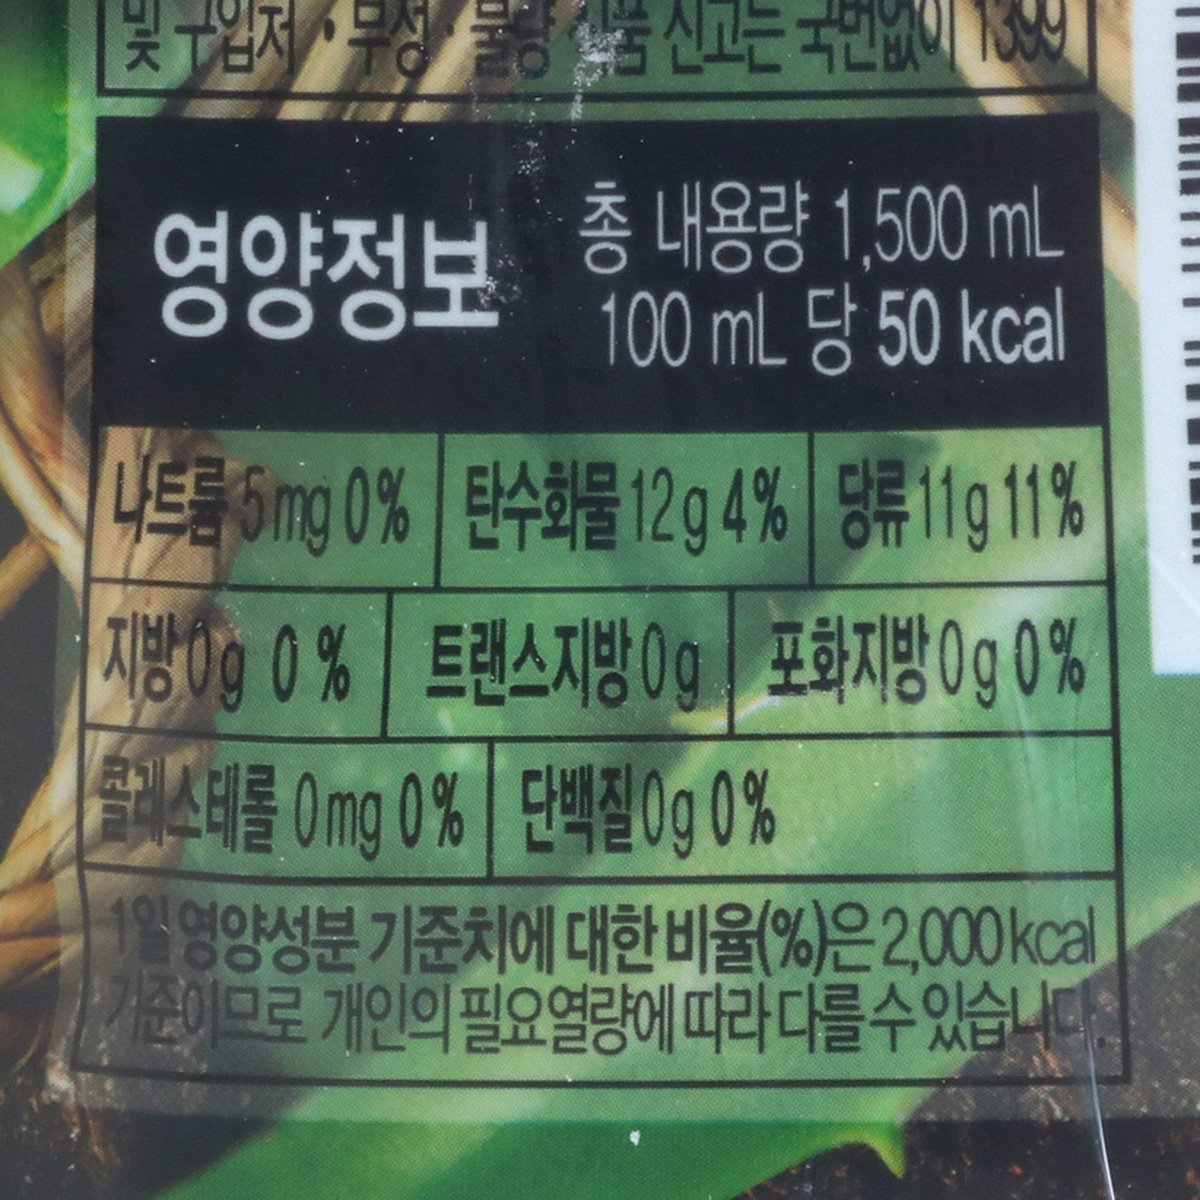 및 구입처 · 부정 · 불량 식품 신고는 국번없이 1399
영양정보
총 내용량 1,500 mL
100 mL 당 50 kcal
나트륨 5 mg 0 % 탄수화물 12 g 4 % 당류 11 g 11 %
지방 0 g 0 % 트랜스지방 0 g 포화지방 0 g 0 %
콜레스테롤 0 mg 0 % 단백질 0 g 0 %
1일 영양성분 기준치에 대한 비율(%)은 2,000 kcal
기준이므로 개인의 필요열량에 따라 다를 수 있습니다.